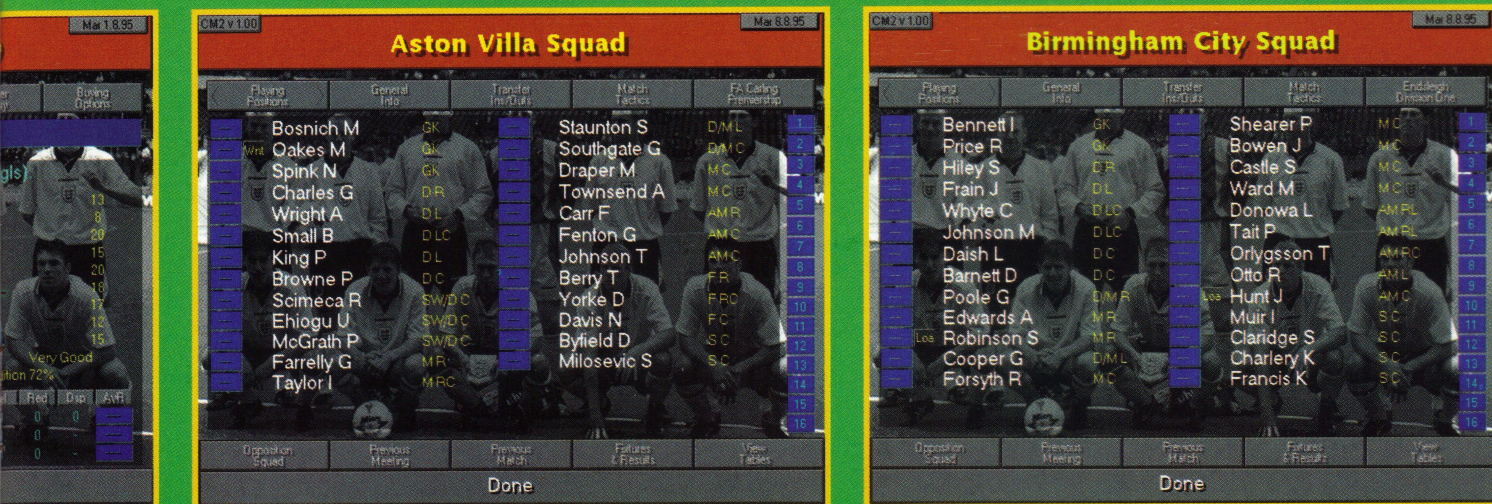 Mar 1.8.95
Buying
Options
gls)
13
8
20
15
20
18
17
12
15
Very Good
ition 72%
Red Dsp AvR
0 0
0
0
CM2 v 1.00
Mar 8.8.95
Aston Villa Squad
Playing
Positions
General
Info
Transfer
Ins/Outs
Match
Tactics
FA Carling
Premiership
Bosnich M GK Staunton S D/M L 1
Wnt Oakes M GK Southgate G D/M C 2
Spink N GK Draper M M C 3
Charles G D R Townsend A M C 4
Wright A D L Carr F AM R 5
Small B D LC Fenton G AM C 6
King P D L Johnson T AM C 7
Browne P D C Berry T F R 8
Scimeca R SW/D C Yorke D F RC 9
Ehiogu U SW/D C Davis N F C 10
McGrath P SW/D C Byfield D S C 11
Farrelly G M R Milosevic S S C 12
Taylor I M RC 13
14
15
16
Opposition
Squad
Previous
Meeting
Previous
Match
Fixtures
& Results
View
Tables
Done
CM2 v 1.00
Mar 8.8.95
Birmingham City Squad
Playing
Positions
General
Info
Transfer
Ins/Outs
Match
Tactics
Endsleigh
Division One
Bennett I GK Shearer P M C 1
Price R GK Bowen J M C 2
Hiley S D R Castle S M C 3
Frain J D L Ward M M C 4
Whyte C D LC Donowa L AM RL 5
Johnson M D LC Tait P AM RL 6
Daish L D C Orlygsson T AM RC 7
Barnett D D C Otto R AM L 8
Poole G D/M R Loa Hunt J AM C 9
Edwards A M R Muir I S C 10
Loa Robinson S M R Claridge S S C 11
Cooper G D/M L Charlery K S C 12
Forsyth R M C Francis K S C 13
14
15
16
Opposition
Squad
Previous
Meeting
Previous
Match
Fixtures
& Results
View
Tables
Done